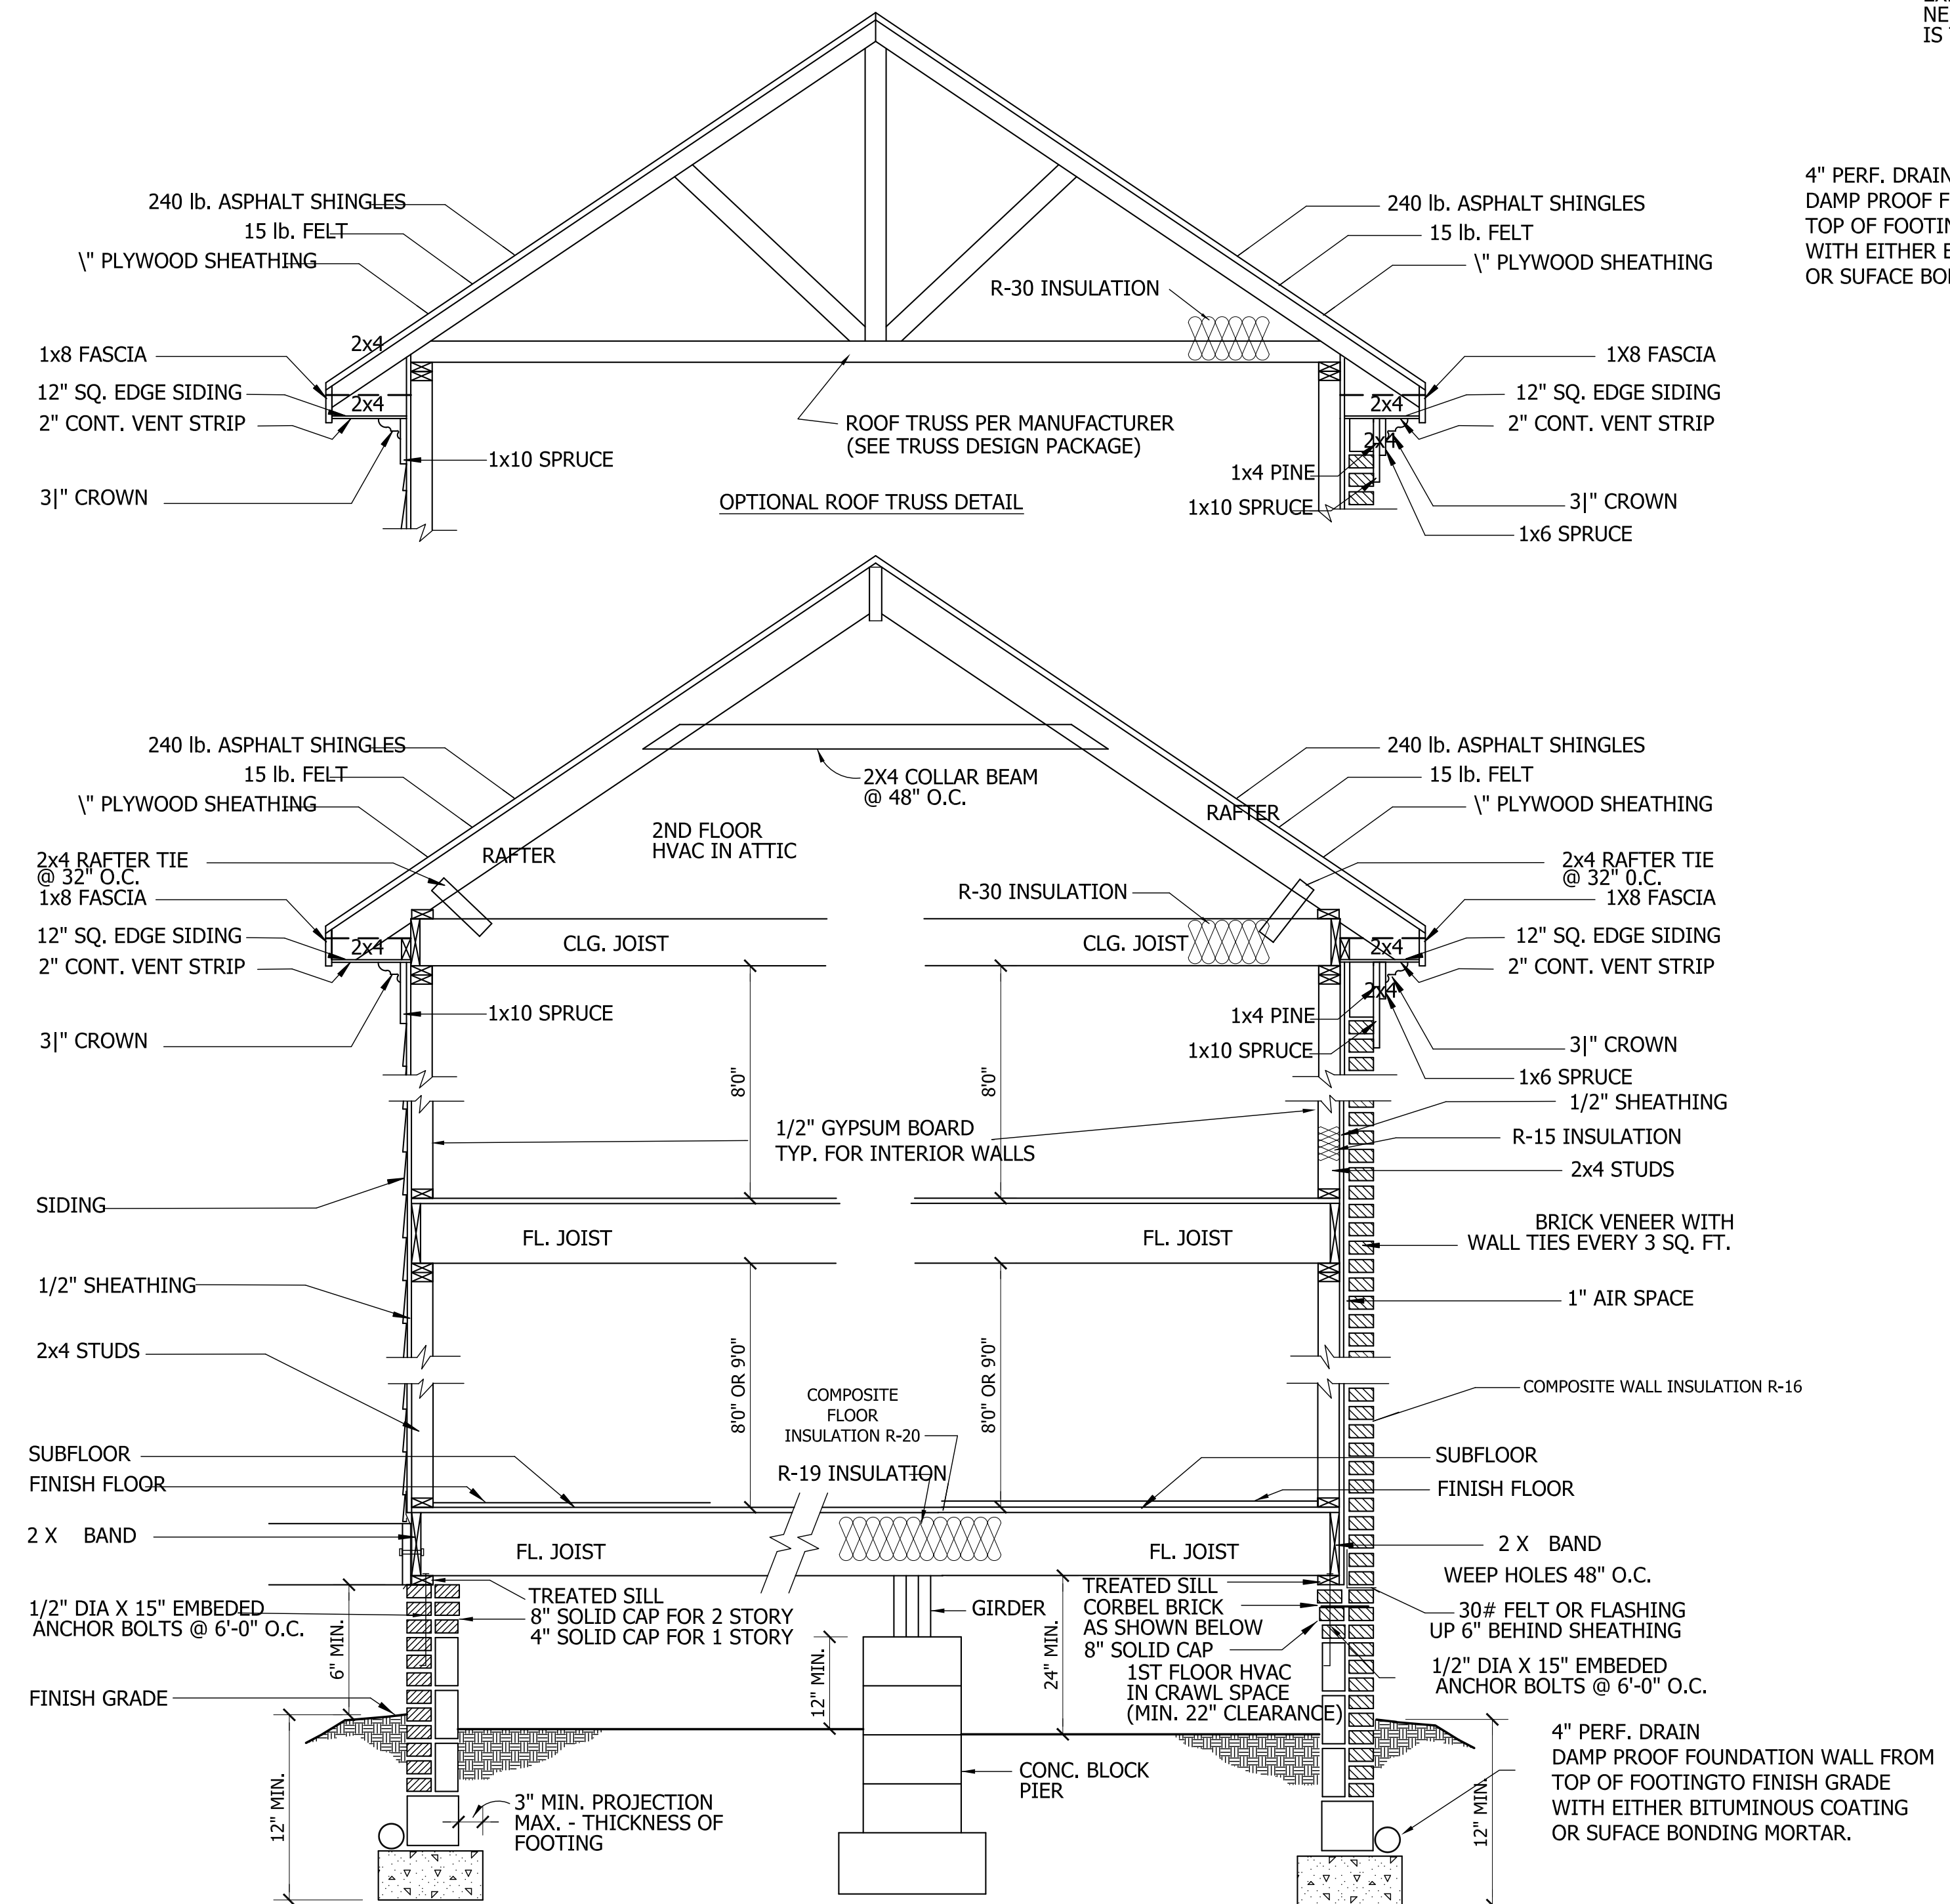 NE
IS
4" PERF. DRAIN
DAMP PROOF F
TOP OF FOOTIN
WITH EITHER
OR SUFACE BO
240 lb. ASPHALT SHINGLES
15 lb. FELT
\" PLYWOOD SHEATHING
2x4
1x8 FASCIA
12" SQ. EDGE SIDING
2x4
2" CONT. VENT STRIP
1x10 SPRUCE
3|" CROWN
R-30 INSULATION
ROOF TRUSS PER MANUFACTURER
(SEE TRUSS DESIGN PACKAGE)
OPTIONAL ROOF TRUSS DETAIL
240 lb. ASPHALT SHINGLES
15 lb. FELT
\" PLYWOOD SHEATHING
1X8 FASCIA
12" SQ. EDGE SIDING
2x4
2" CONT. VENT STRIP
2x4
1x4 PINE
1x10 SPRUCE
3|" CROWN
1x6 SPRUCE
240 lb. ASPHALT SHINGLES
15 lb. FELT
\" PLYWOOD SHEATHING
RAFTER
2x4 RAFTER TIE
@ 32" O.C.
1x8 FASCIA
12" SQ. EDGE SIDING
2x4
2" CONT. VENT STRIP
1x10 SPRUCE
3|" CROWN
2X4 COLLAR BEAM
@ 48" O.C.
2ND FLOOR
HVAC IN ATTIC
R-30 INSULATION
CLG. JOIST
CLG. JOIST
240 lb. ASPHALT SHINGLES
15 lb. FELT
RAFTER
\" PLYWOOD SHEATHING
2x4 RAFTER TIE
@ 32" 0.C.
1X8 FASCIA
12" SQ. EDGE SIDING
2x4
2" CONT. VENT STRIP
2x4
1x4 PINE
1x10 SPRUCE
3|" CROWN
1x6 SPRUCE
8'0"
8'0"
1/2" GYPSUM BOARD
TYP. FOR INTERIOR WALLS
1/2" SHEATHING
R-15 INSULATION
2x4 STUDS
SIDING
FL. JOIST
FL. JOIST
BRICK VENEER WITH
WALL TIES EVERY 3 SQ. FT.
1/2" SHEATHING
1" AIR SPACE
2x4 STUDS
8'0" OR 9'0"
8'0" OR 9'0"
COMPOSITE
FLOOR
INSULATION R-20
COMPOSITE WALL INSULATION R-16
R-19 INSULATION
SUBFLOOR
FINISH FLOOR
SUBFLOOR
FINISH FLOOR
2 X BAND
FL. JOIST
FL. JOIST
2 X BAND
WEEP HOLES 48" O.C.
1/2" DIA X 15" EMBEDED
ANCHOR BOLTS @ 6'-0" O.C.
TREATED SILL
8" SOLID CAP FOR 2 STORY
4" SOLID CAP FOR 1 STORY
GIRDER
TREATED SILL
CORBEL BRICK
AS SHOWN BELOW
8" SOLID CAP
1ST FLOOR HVAC
IN CRAWL SPACE
(MIN. 22" CLEARANCE)
30# FELT OR FLASHING
UP 6" BEHIND SHEATHING
1/2" DIA X 15" EMBEDED
ANCHOR BOLTS @ 6'-0" O.C.
6" MIN.
12" MIN.
24" MIN.
FINISH GRADE
12" MIN.
3" MIN. PROJECTION
MAX. - THICKNESS OF
FOOTING
CONC. BLOCK
PIER
12" MIN.
4" PERF. DRAIN
DAMP PROOF FOUNDATION WALL FROM
TOP OF FOOTINGTO FINISH GRADE
WITH EITHER BITUMINOUS COATING
OR SUFACE BONDING MORTAR.